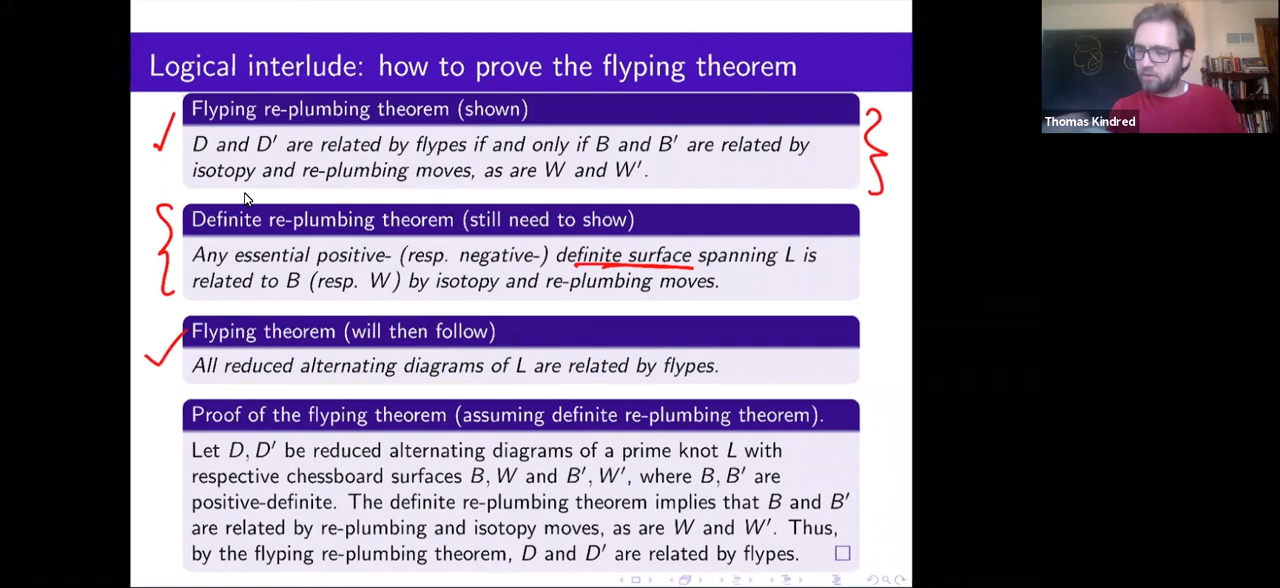 Logical interlude: how to prove the flyping theorem
Flyping re-plumbing theorem (shown)
D and D′ are related by flypes if and only if B and B′ are related by
isotopy and re-plumbing moves, as are W and W′.
Definite re-plumbing theorem (still need to show)
Any essential positive- (resp. negative-) definite surface spanning L is
related to B (resp. W) by isotopy and re-plumbing moves.
Flyping theorem (will then follow)
All reduced alternating diagrams of L are related by flypes.
Proof of the flyping theorem (assuming definite re-plumbing theorem).
Let D, D′ be reduced alternating diagrams of a prime knot L with
respective chessboard surfaces B, W and B′, W′, where B, B′ are
positive-definite. The definite re-plumbing theorem implies that B and B′
are related by re-plumbing and isotopy moves, as are W and W′. Thus,
by the flyping re-plumbing theorem, D and D′ are related by flypes.
Thomas Kindred